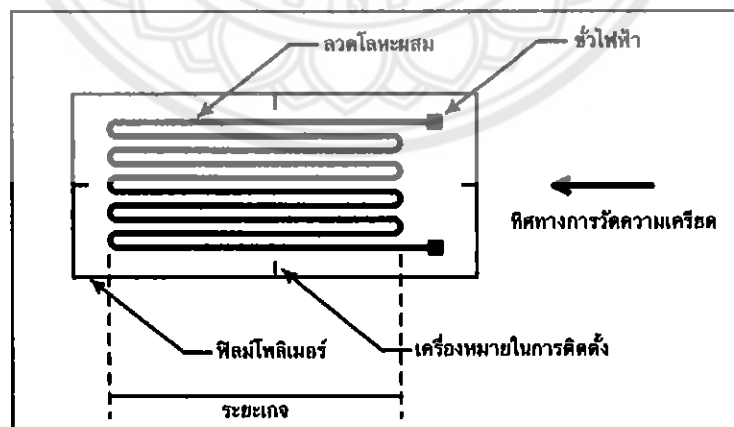 ลวดโลหะผสม
ขั้วไฟฟ้า
ทิศทางการวัดความเครียด
ฟิล์มโพลิเมอร์
เครื่องหมายในการติดตั้ง
ระยะเกจ